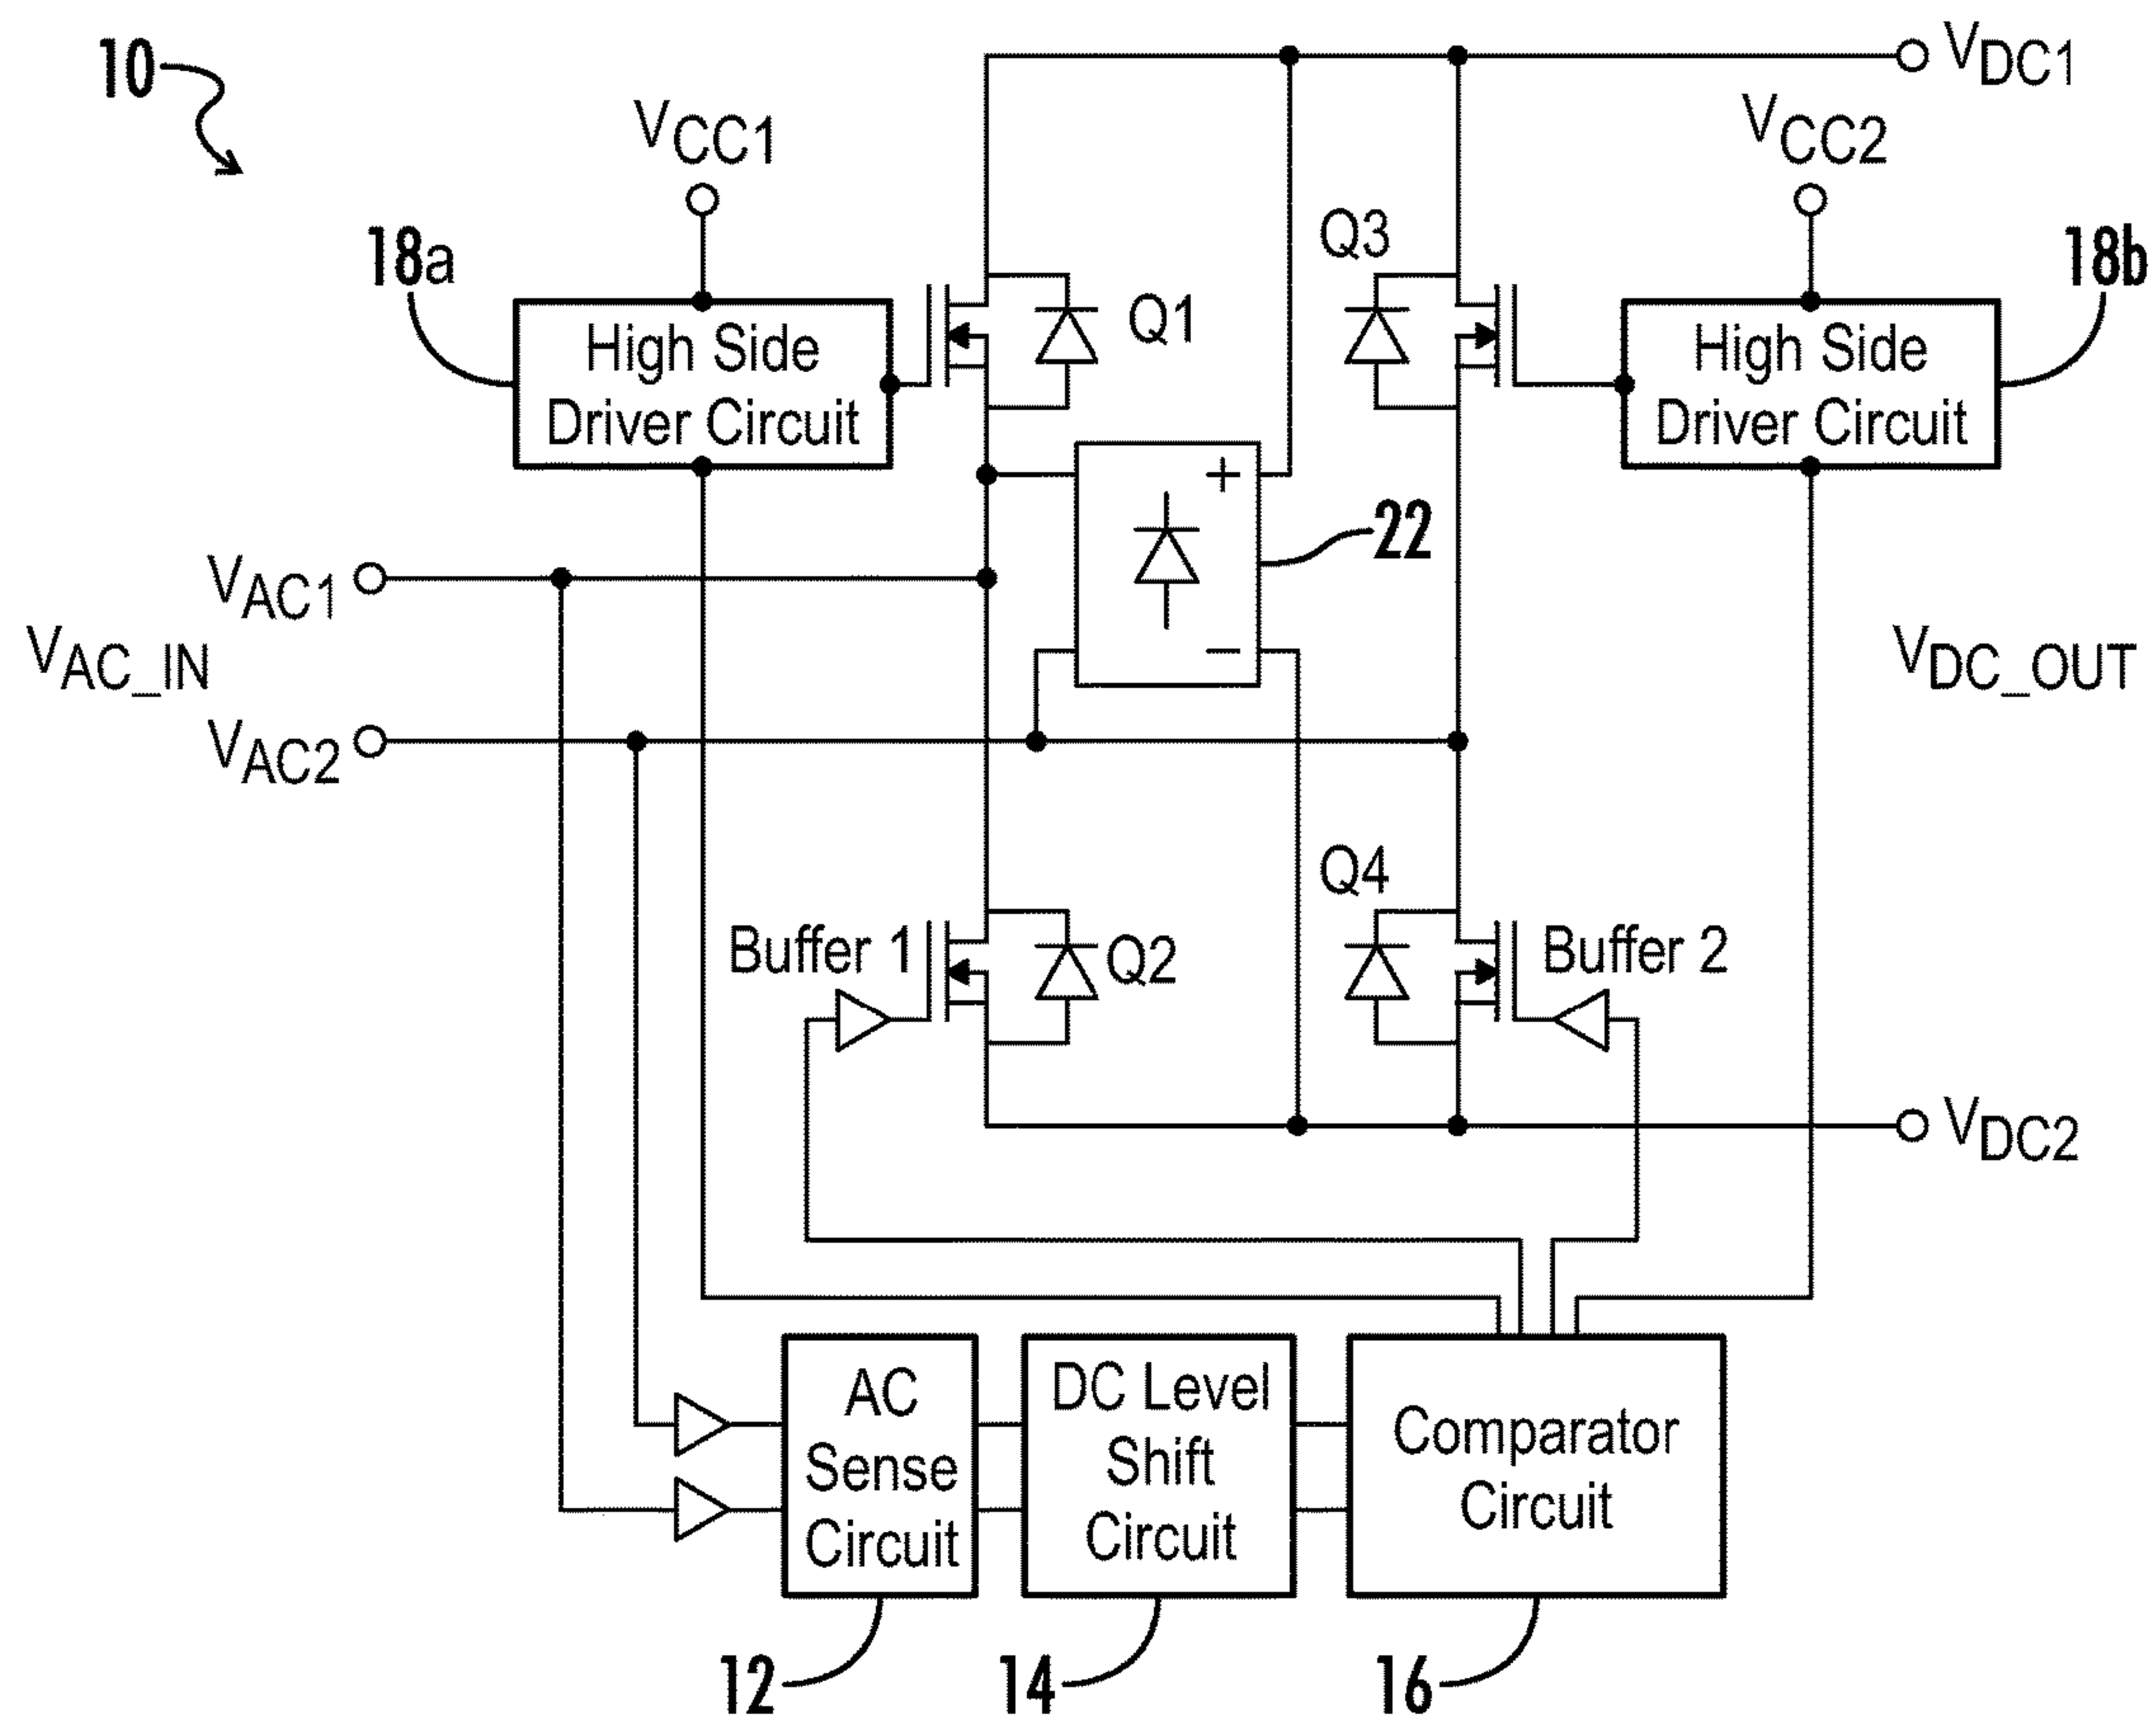 10
VDC1
VCC1
VCC2
18a
Q3
18b
High Side
Driver Circuit
Q1
High Side
Driver Circuit
+
22
VAC1
VAC_IN
−
VDC_OUT
VAC2
Q4
Buffer 1
Q2
Buffer 2
VDC2
AC
Sense
Circuit
DC Level
Shift
Circuit
Comparator
Circuit
12
14
16